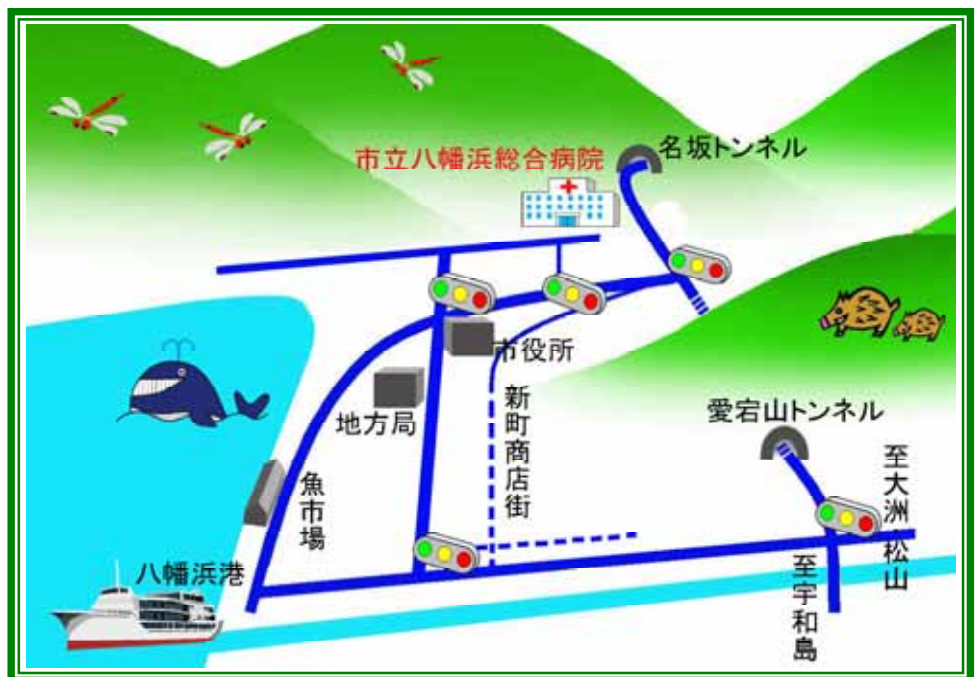 名坂トンネル
市立八幡浜総合病院
市役所
地方局
新町商店街
愛宕山トンネル
魚市場
至大洲・松山
八幡浜港
至宇和島